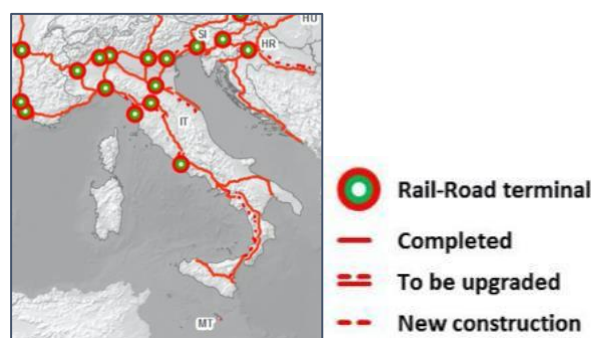 HU
SI
HR
IT
MT
Rail-Road terminal
Completed
To be upgraded
New construction